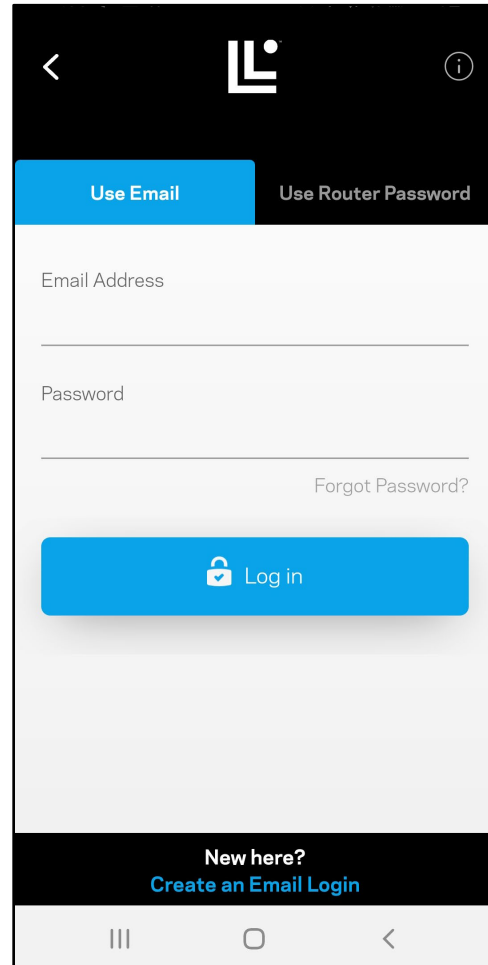 Use Email
Use Router Password
Email Address
Password
Forgot Password?
Log in
New here?
Create an Email Login